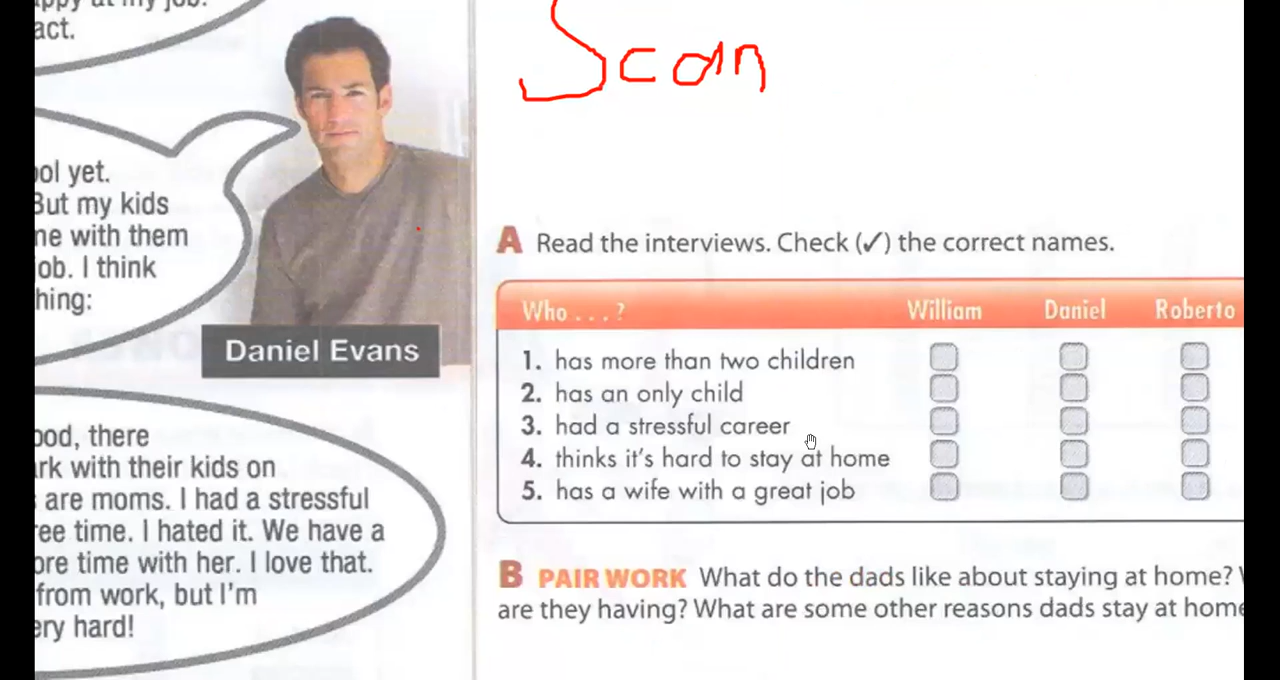 act.
Scan
ool yet.
But my kids
me with them
ob. I think
hing:
Daniel Evans
ood, there
ark with their kids on
s are moms. I had a stressful
ree time. I hated it. We have a
ore time with her. I love that.
from work, but I'm
ery hard!
A Read the interviews. Check (✓) the correct names.
Who . . . ? William Daniel Roberto
1. has more than two children
2. has an only child
3. had a stressful career
4. thinks it's hard to stay at home
5. has a wife with a great job
B PAIR WORK What do the dads like about staying at home?
are they having? What are some other reasons dads stay at home